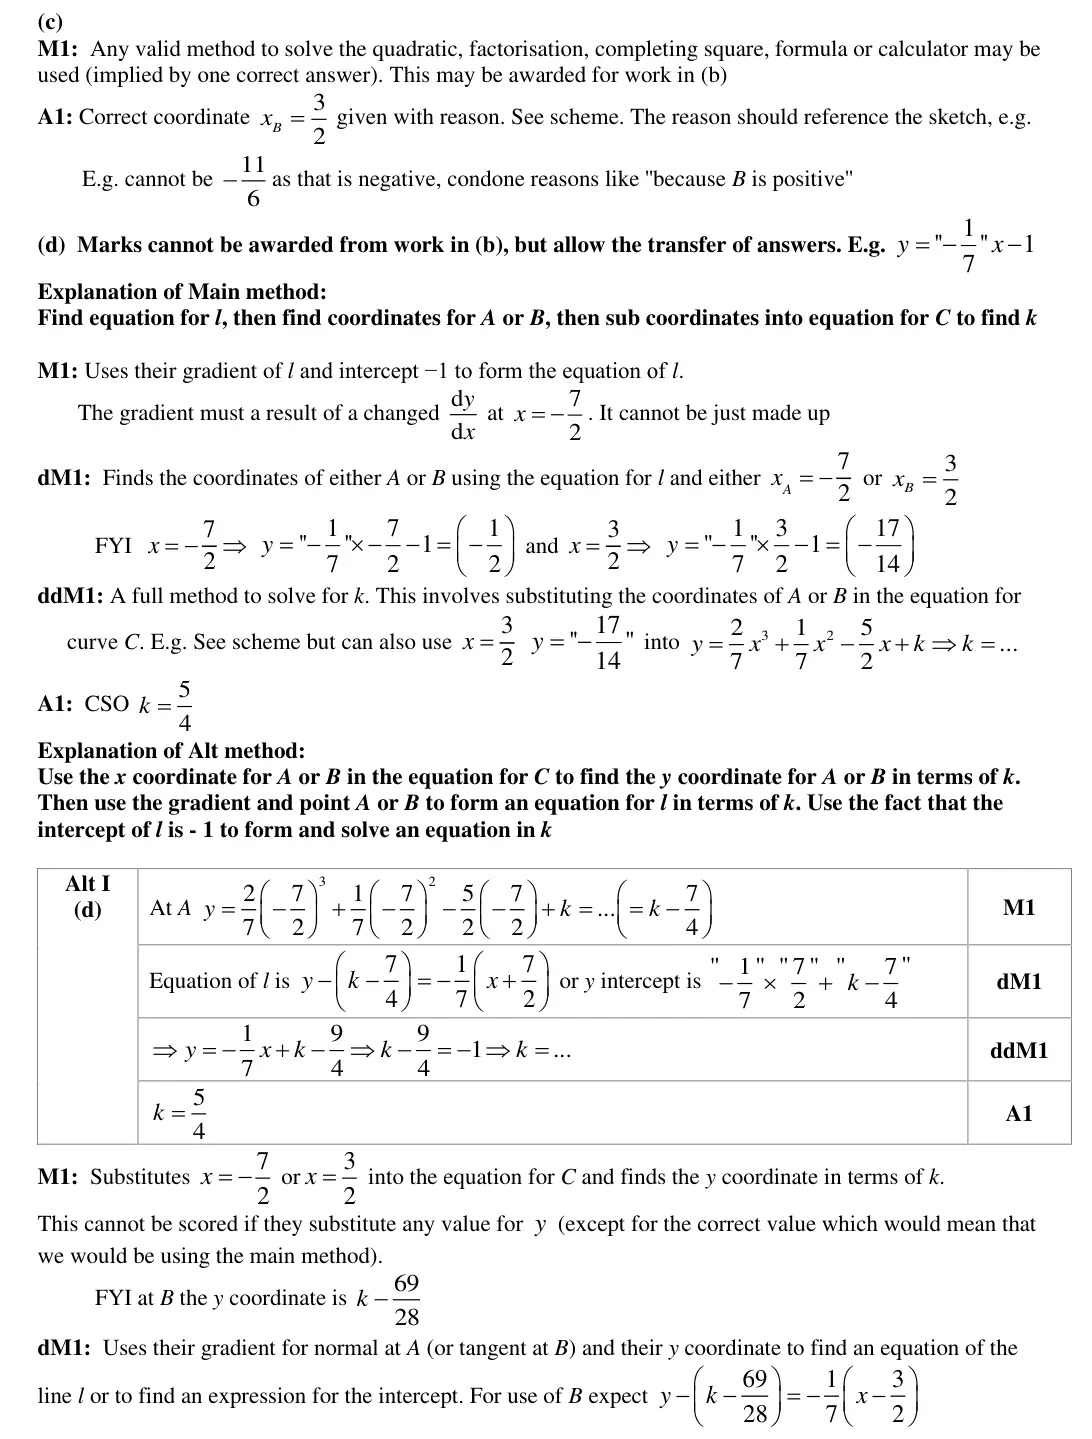 (c)
M1: Any valid method to solve the quadratic, factorisation, completing square, formula or calculator may be
used (implied by one correct answer). This may be awarded for work in (b)
A1: Correct coordinate x_B = 3/2 given with reason. See scheme. The reason should reference the sketch, e.g.
E.g. cannot be −11/6 as that is negative, condone reasons like "because B is positive"
(d) Marks cannot be awarded from work in (b), but allow the transfer of answers. E.g. y = "−1/7" x −1
Explanation of Main method:
Find equation for l, then find coordinates for A or B, then sub coordinates into equation for C to find k
M1: Uses their gradient of l and intercept −1 to form the equation of l.
The gradient must a result of a changed dy/dx at x = −7/2. It cannot be just made up
dM1: Finds the coordinates of either A or B using the equation for l and either x_A = −7/2 or x_B = 3/2
FYI x = −7/2 ⇒ y = "−1/7" × −7/2 −1 = (−1/2) and x = 3/2 ⇒ y = "−1/7" × 3/2 −1 = (−17/14)
ddM1: A full method to solve for k. This involves substituting the coordinates of A or B in the equation for
curve C. E.g. See scheme but can also use x = 3/2 y = "−17/14" into y = 2/7 x³ + 1/7 x² − 5/2 x + k ⇒ k = ...
A1: CSO k = 5/4
Explanation of Alt method:
Use the x coordinate for A or B in the equation for C to find the y coordinate for A or B in terms of k.
Then use the gradient and point A or B to form an equation for l in terms of k. Use the fact that the
intercept of l is - 1 to form and solve an equation in k
Alt I
(d)
At A y = 2/7 (−7/2)³ + 1/7 (−7/2)² − 5/2 (−7/2) + k = ... (= k − 7/4) M1
Equation of l is y − (k − 7/4) = −1/7 (x + 7/2) or y intercept is "−1/7" × "7/2" + "k − 7/4" dM1
⇒ y = −1/7 x + k − 9/4 ⇒ k − 9/4 = −1 ⇒ k = ... ddM1
k = 5/4 A1
M1: Substitutes x = −7/2 or x = 3/2 into the equation for C and finds the y coordinate in terms of k.
This cannot be scored if they substitute any value for y (except for the correct value which would mean that
we would be using the main method).
FYI at B the y coordinate is k − 69/28
dM1: Uses their gradient for normal at A (or tangent at B) and their y coordinate to find an equation of the
line l or to find an expression for the intercept. For use of B expect y − (k − 69/28) = −1/7 (x − 3/2)